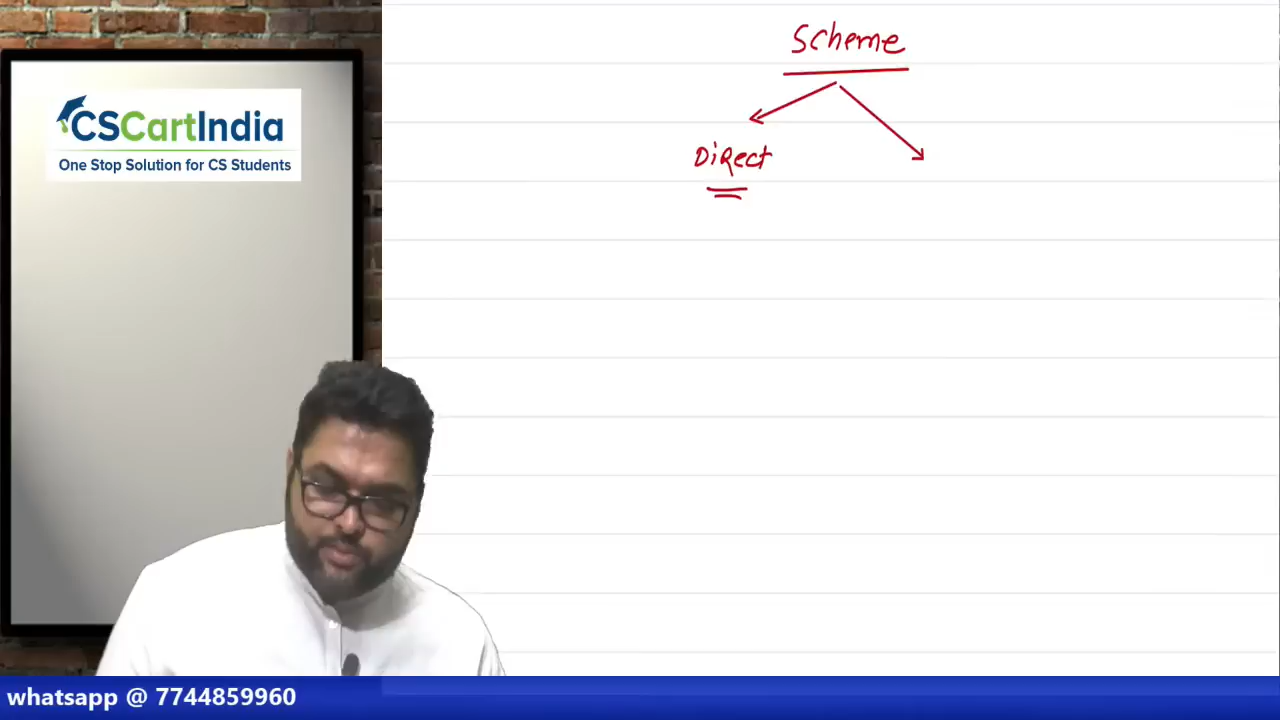 CSCartIndia
One Stop Solution for CS Students
Scheme
Direct
whatsapp @ 7744859960